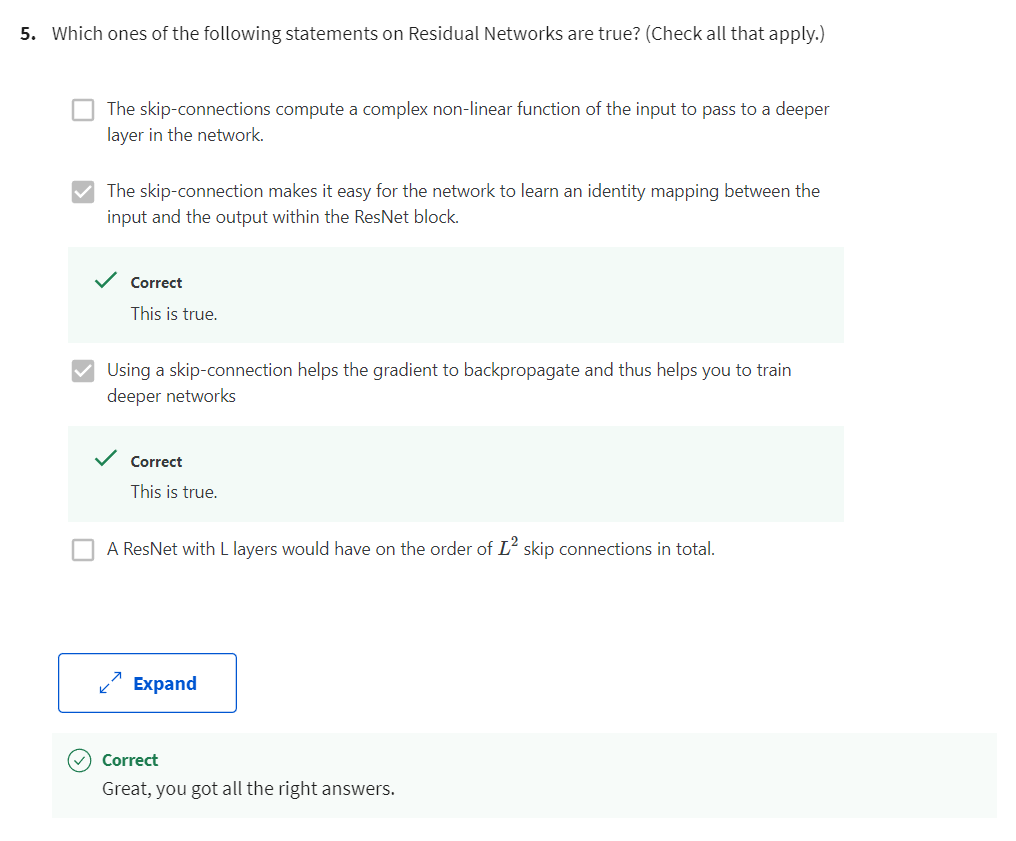 5. Which ones of the following statements on Residual Networks are true? (Check all that apply.)
The skip-connections compute a complex non-linear function of the input to pass to a deeper
layer in the network.
The skip-connection makes it easy for the network to learn an identity mapping between the
input and the output within the ResNet block.
Correct
This is true.
Using a skip-connection helps the gradient to backpropagate and thus helps you to train
deeper networks
Correct
This is true.
A ResNet with L layers would have on the order of L² skip connections in total.
Expand
Correct
Great, you got all the right answers.